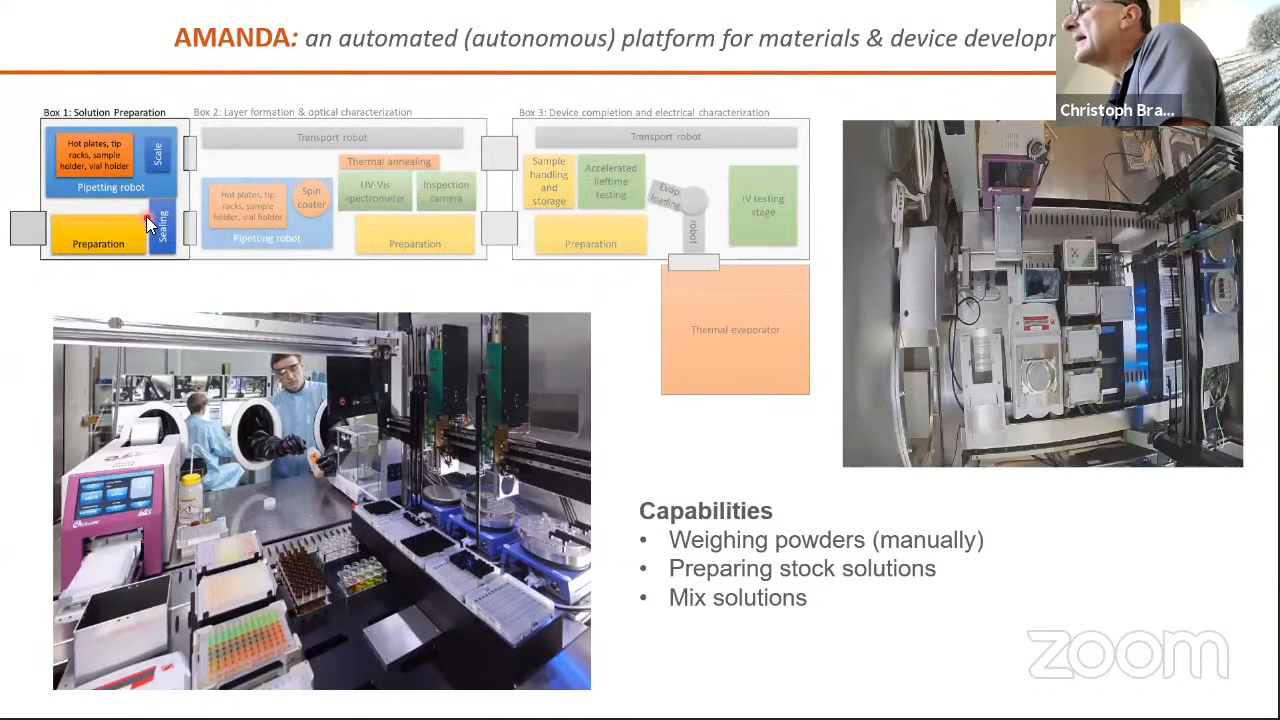 AMANDA: an automated (autonomous) platform for materials & device developm
Christoph Bra...
Box 1: Solution Preparation
Box 2: Layer formation & optical characterization
Box 3: Device completion and electrical characterization
Hot plates, tip
racks, sample
holder, vial holder
Scale
Pipetting robot
Preparation
Sealing
Transport robot
Thermal annealing
Hot plates, tip
racks, sample
holder, vial holder
Spin
coater
Pipetting robot
UV-Vis
spectrometer
Inspection
camera
Preparation
Transport robot
Sample
handling
and
storage
Accelerated
lieftime
testing
Evap.
loading
robot
IV testing
stage
Preparation
Thermal evaporator
Capabilities
• Weighing powders (manually)
• Preparing stock solutions
• Mix solutions
zoom